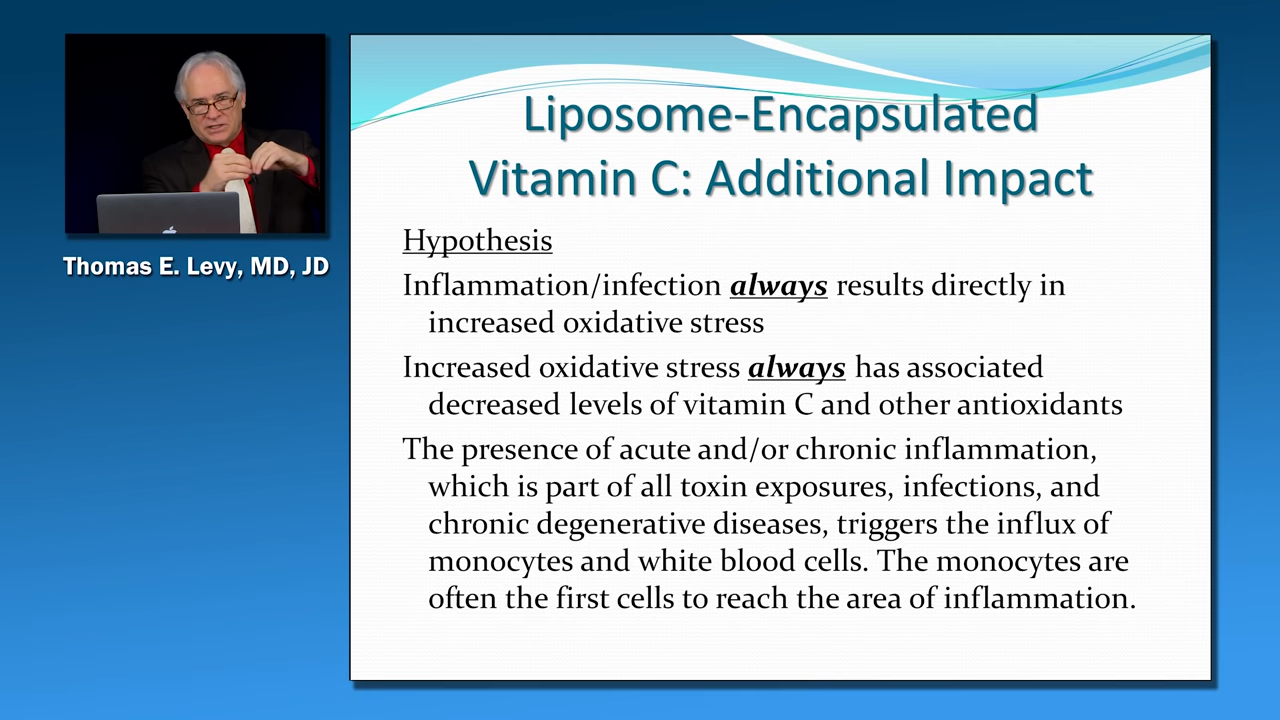 Thomas E. Levy, MD, JD
Liposome-Encapsulated
Vitamin C: Additional Impact
Hypothesis
Inflammation/infection always results directly in
increased oxidative stress
Increased oxidative stress always has associated
decreased levels of vitamin C and other antioxidants
The presence of acute and/or chronic inflammation,
which is part of all toxin exposures, infections, and
chronic degenerative diseases, triggers the influx of
monocytes and white blood cells. The monocytes are
often the first cells to reach the area of inflammation.